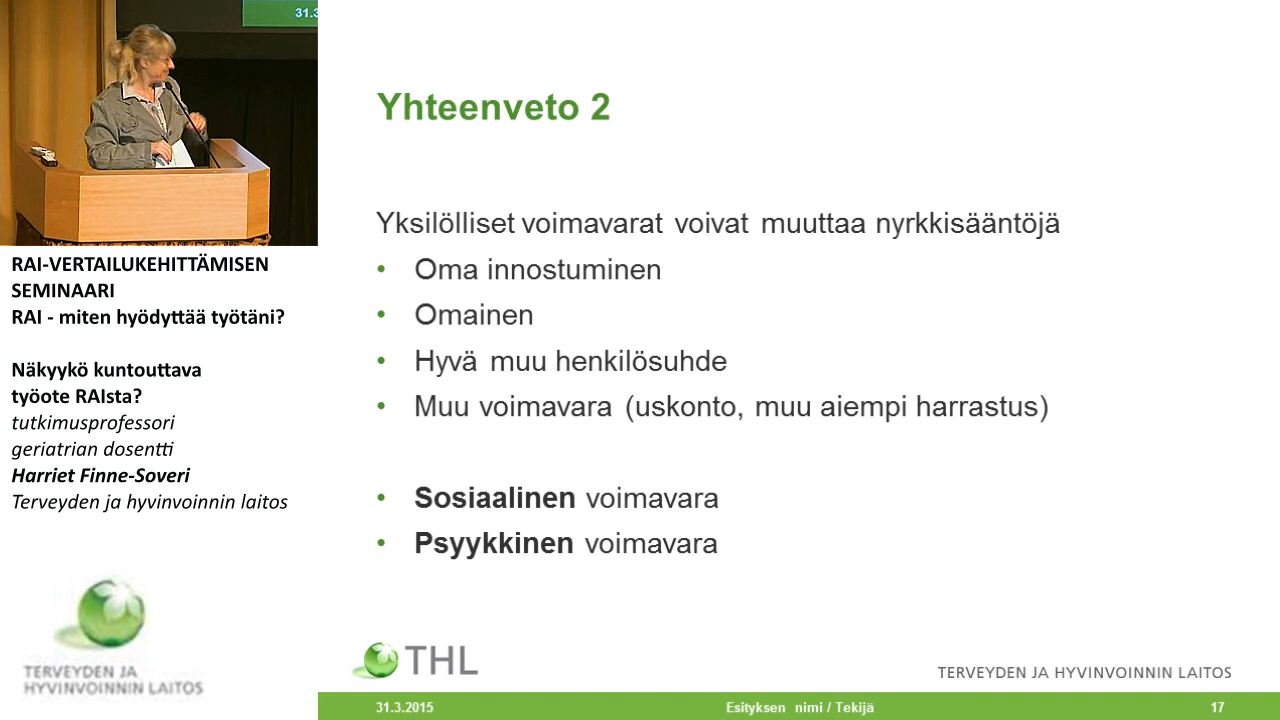 31.3
RAI-VERTAILUKEHITTÄMISEN
SEMINAARI
RAI - miten hyödyttää työtäni?
Näkyykö kuntouttava
työote RAIsta?
tutkimusprofessori
geriatrian dosentti
Harriet Finne-Soveri
Terveyden ja hyvinvoinnin laitos
TERVEYDEN JA
HYVINVOINNIN LAITOS
Yhteenveto 2
Yksilölliset voimavarat voivat muuttaa nyrkkisääntöjä
• Oma innostuminen
• Omainen
• Hyvä muu henkilösuhde
• Muu voimavara (uskonto, muu aiempi harrastus)
• Sosiaalinen voimavara
• Psyykkinen voimavara
THL
TERVEYDEN JA HYVINVOINNIN LAITOS
31.3.2015
Esityksen nimi / Tekijä
17